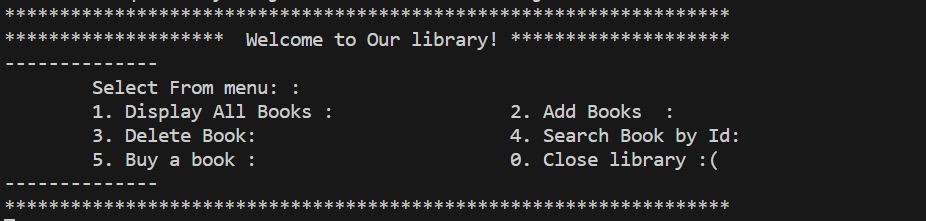 ******************************************************************
******************** Welcome to Our library! ********************
--------------
Select From menu: :
1. Display All Books : 2. Add Books :
3. Delete Book: 4. Search Book by Id:
5. Buy a book : 0. Close library :(
--------------
******************************************************************